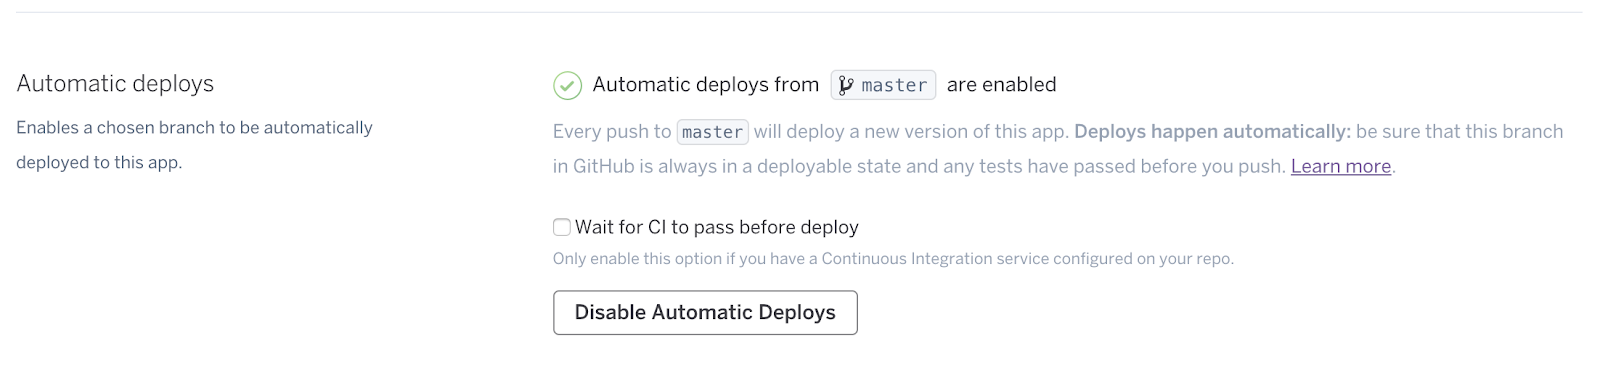 Automatic deploys
Enables a chosen branch to be automatically
deployed to this app.
Automatic deploys from master are enabled
Every push to master will deploy a new version of this app. Deploys happen automatically: be sure that this branch
in GitHub is always in a deployable state and any tests have passed before you push. Learn more.
Wait for CI to pass before deploy
Only enable this option if you have a Continuous Integration service configured on your repo.
Disable Automatic Deploys